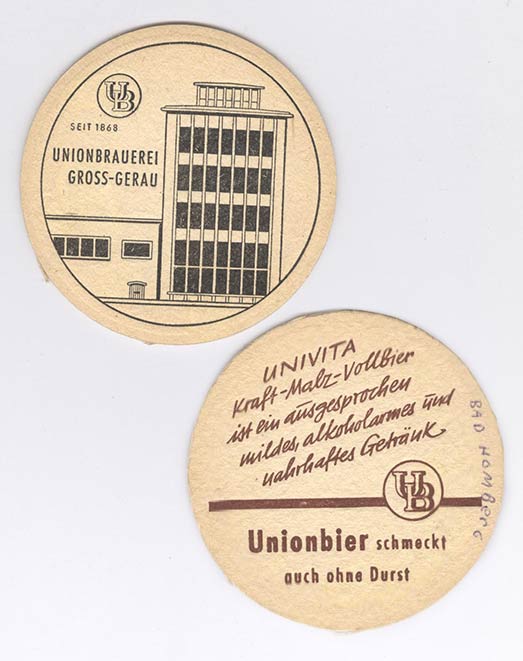 UB
SEIT 1868
UNIONBRAUEREI
GROSS-GERAU
UNIVITA
Kraft-Malz-Vollbier
ist ein ausgesprochen
mildes, alkoholarmes und
nahrhaftes Getränk.
UB
Unionbier schmeckt
auch ohne Durst
BAD HOMBERG